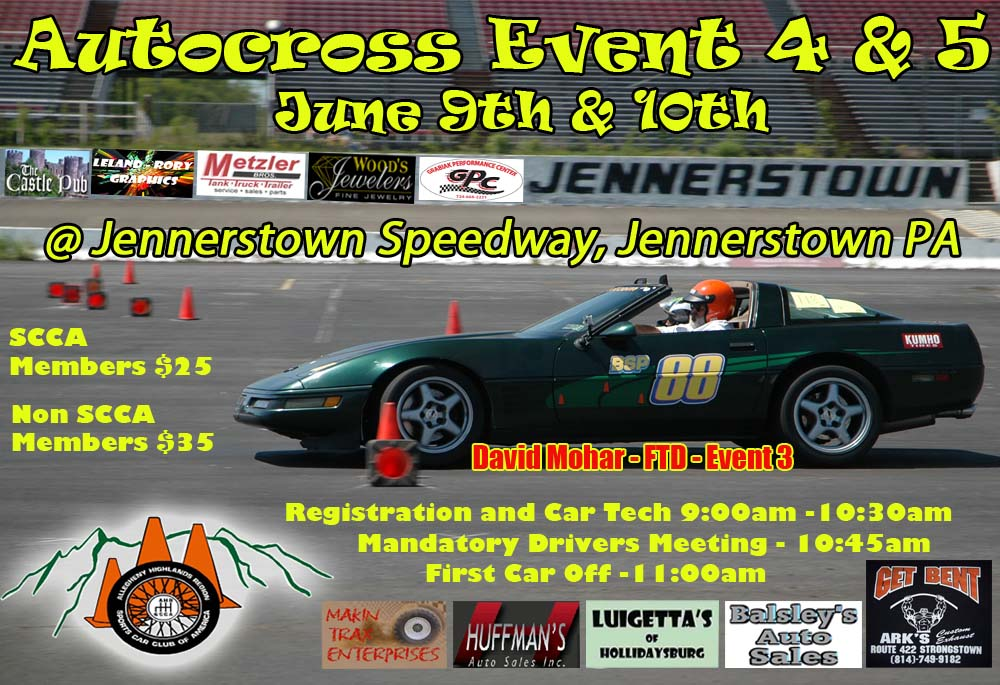 Autocross Event 4 & 5
June 9th & 10th
The Castle Pub
LELAND - RORY GRAPHICS
Metzler BROS.
Tank · Truck · Trailer
service • sales • parts
WOOD'S
Jewelers
FINE JEWELRY
GRABIAK PERFORMANCE CENTER
GPC
JENNERSTOWN
@ Jennerstown Speedway, Jennerstown PA
SCCA
Members $25
Non SCCA
Members $35
KUMHO
TIRES
BSP 88
David Mohar - FTD - Event 3
Registration and Car Tech 9:00am -10:30am
Mandatory Drivers Meeting - 10:45am
First Car Off -11:00am
ALLEGHENY HIGHLANDS REGION
SPORTS CAR CLUB OF AMERICA
MAKIN
TRAX
ENTERPRISES
HUFFMAN'S
Auto Sales Inc.
LUIGETTA'S
OF
HOLLIDAYSBURG
Balsley's
Auto
Sales
GET BENT
ARK'S Custom Exhaust
ROUTE 422 STRONGSTOWN
(814)-749-9182